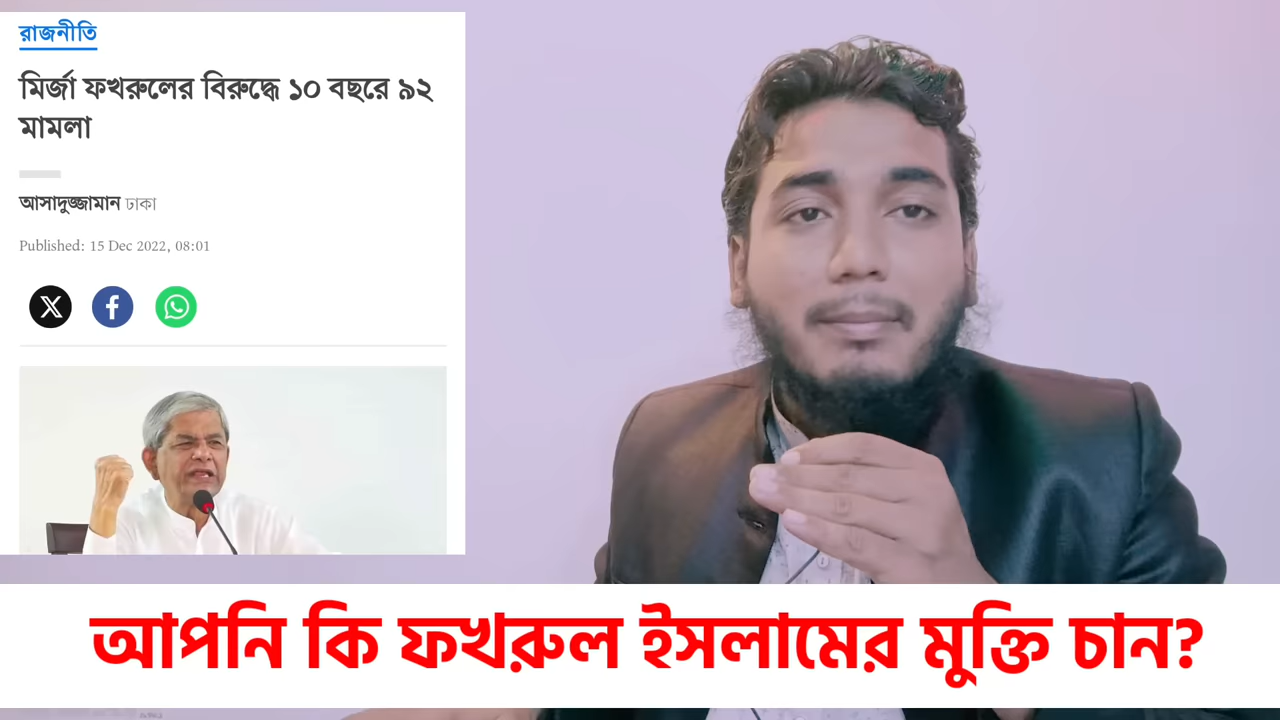 রাজনীতি
মির্জা ফখরুলের বিরুদ্ধে ১০ বছরে ৯২
মামলা
আসাদুজ্জামান ঢাকা
Published: 15 Dec 2022, 08:01
আপনি কি ফখরুল ইসলামের মুক্তি চান?